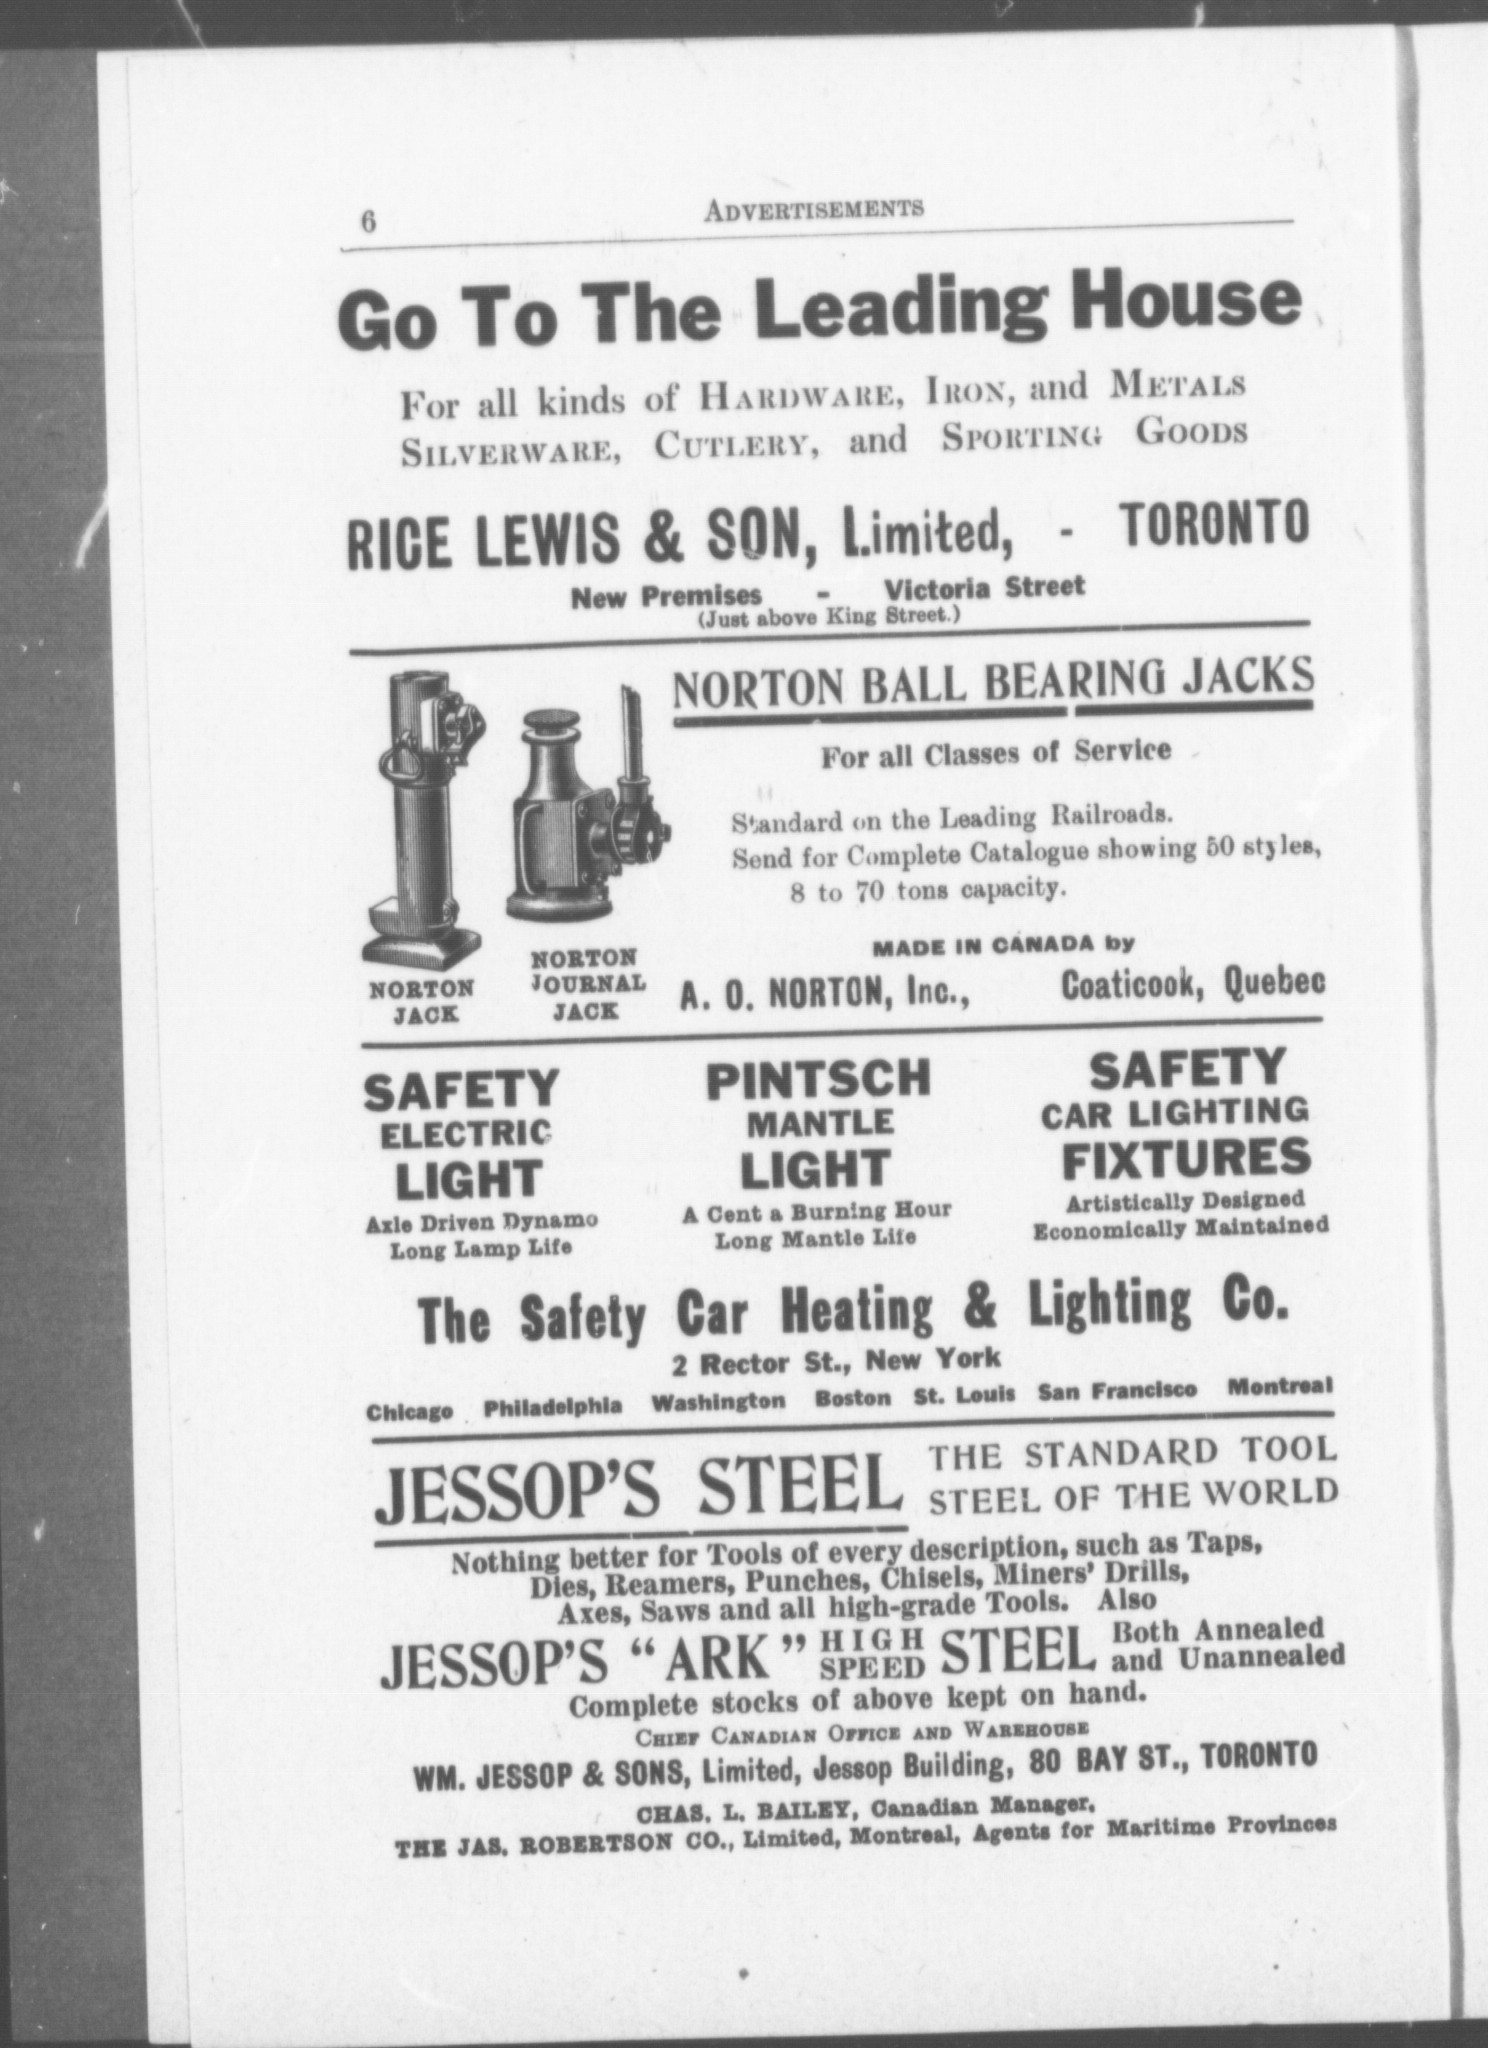 6 ADVERTISEMENTS
Go To The Leading House
For all kinds of HARDWARE, IRON, and METALS
SILVERWARE, CUTLERY, and SPORTING GOODS
RICE LEWIS & SON, Limited, - TORONTO
New Premises - Victoria Street
(Just above King Street.)
NORTON BALL BEARING JACKS
For all Classes of Service
Standard on the Leading Railroads.
Send for Complete Catalogue showing 50 styles,
8 to 70 tons capacity.
MADE IN CANADA by
A. O. NORTON, Inc., Coaticook, Quebec
NORTON
JACK
NORTON
JOURNAL
JACK
SAFETY
ELECTRIC
LIGHT
Axle Driven Dynamo
Long Lamp Life
PINTSCH
MANTLE
LIGHT
A Cent a Burning Hour
Long Mantle Life
SAFETY
CAR LIGHTING
FIXTURES
Artistically Designed
Economically Maintained
The Safety Car Heating & Lighting Co.
2 Rector St., New York
Chicago Philadelphia Washington Boston St. Louis San Francisco Montreal
JESSOP'S STEEL THE STANDARD TOOL
STEEL OF THE WORLD
Nothing better for Tools of every description, such as Taps,
Dies, Reamers, Punches, Chisels, Miners' Drills,
Axes, Saws and all high-grade Tools. Also
JESSOP'S "ARK" HIGH SPEED STEEL Both Annealed
and Unannealed
Complete stocks of above kept on hand.
CHIEF CANADIAN OFFICE AND WAREHOUSE
WM. JESSOP & SONS, Limited, Jessop Building, 80 BAY ST., TORONTO
CHAS. L. BAILEY, Canadian Manager.
THE JAS. ROBERTSON CO., Limited, Montreal, Agents for Maritime Provinces